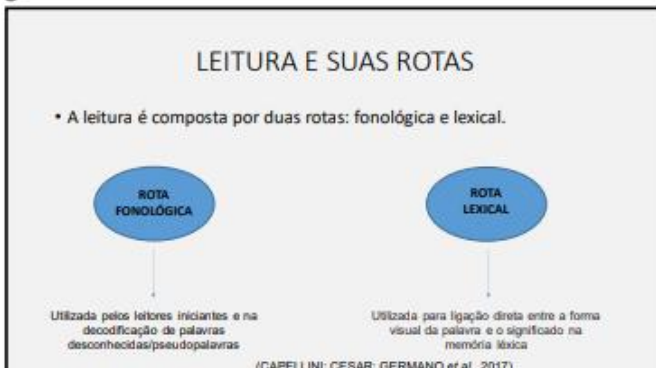 LEITURA E SUAS ROTAS
• A leitura é composta por duas rotas: fonológica e lexical.
ROTA
FONOLÓGICA
ROTA
LEXICAL
Utilizada pelos leitores iniciantes e na
decodificação de palavras
desconhecidas/pseudopalavras
Utilizada para ligação direta entre a forma
visual da palavra e o significado na
memória léxica
(CAPELLINI; CESAR; GERMANO et al., 2017)